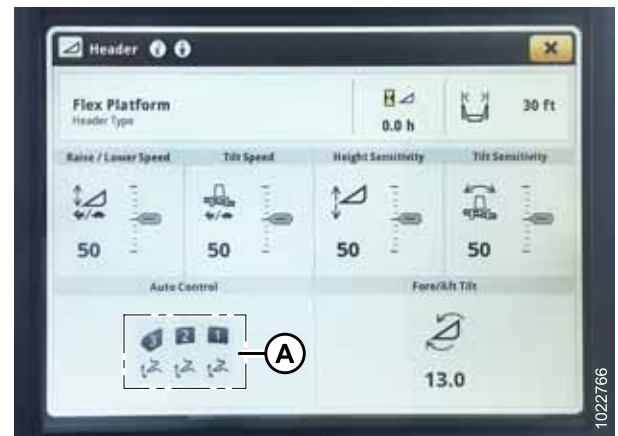 Header
Flex Platform
Header Type
0.0 h
30 ft
Raise / Lower Speed
Tilt Speed
Height Sensitivity
Tilt Sensitivity
50
50
50
50
Auto Control
Fore/Aft Tilt
3 2 1
A
13.0
1022766